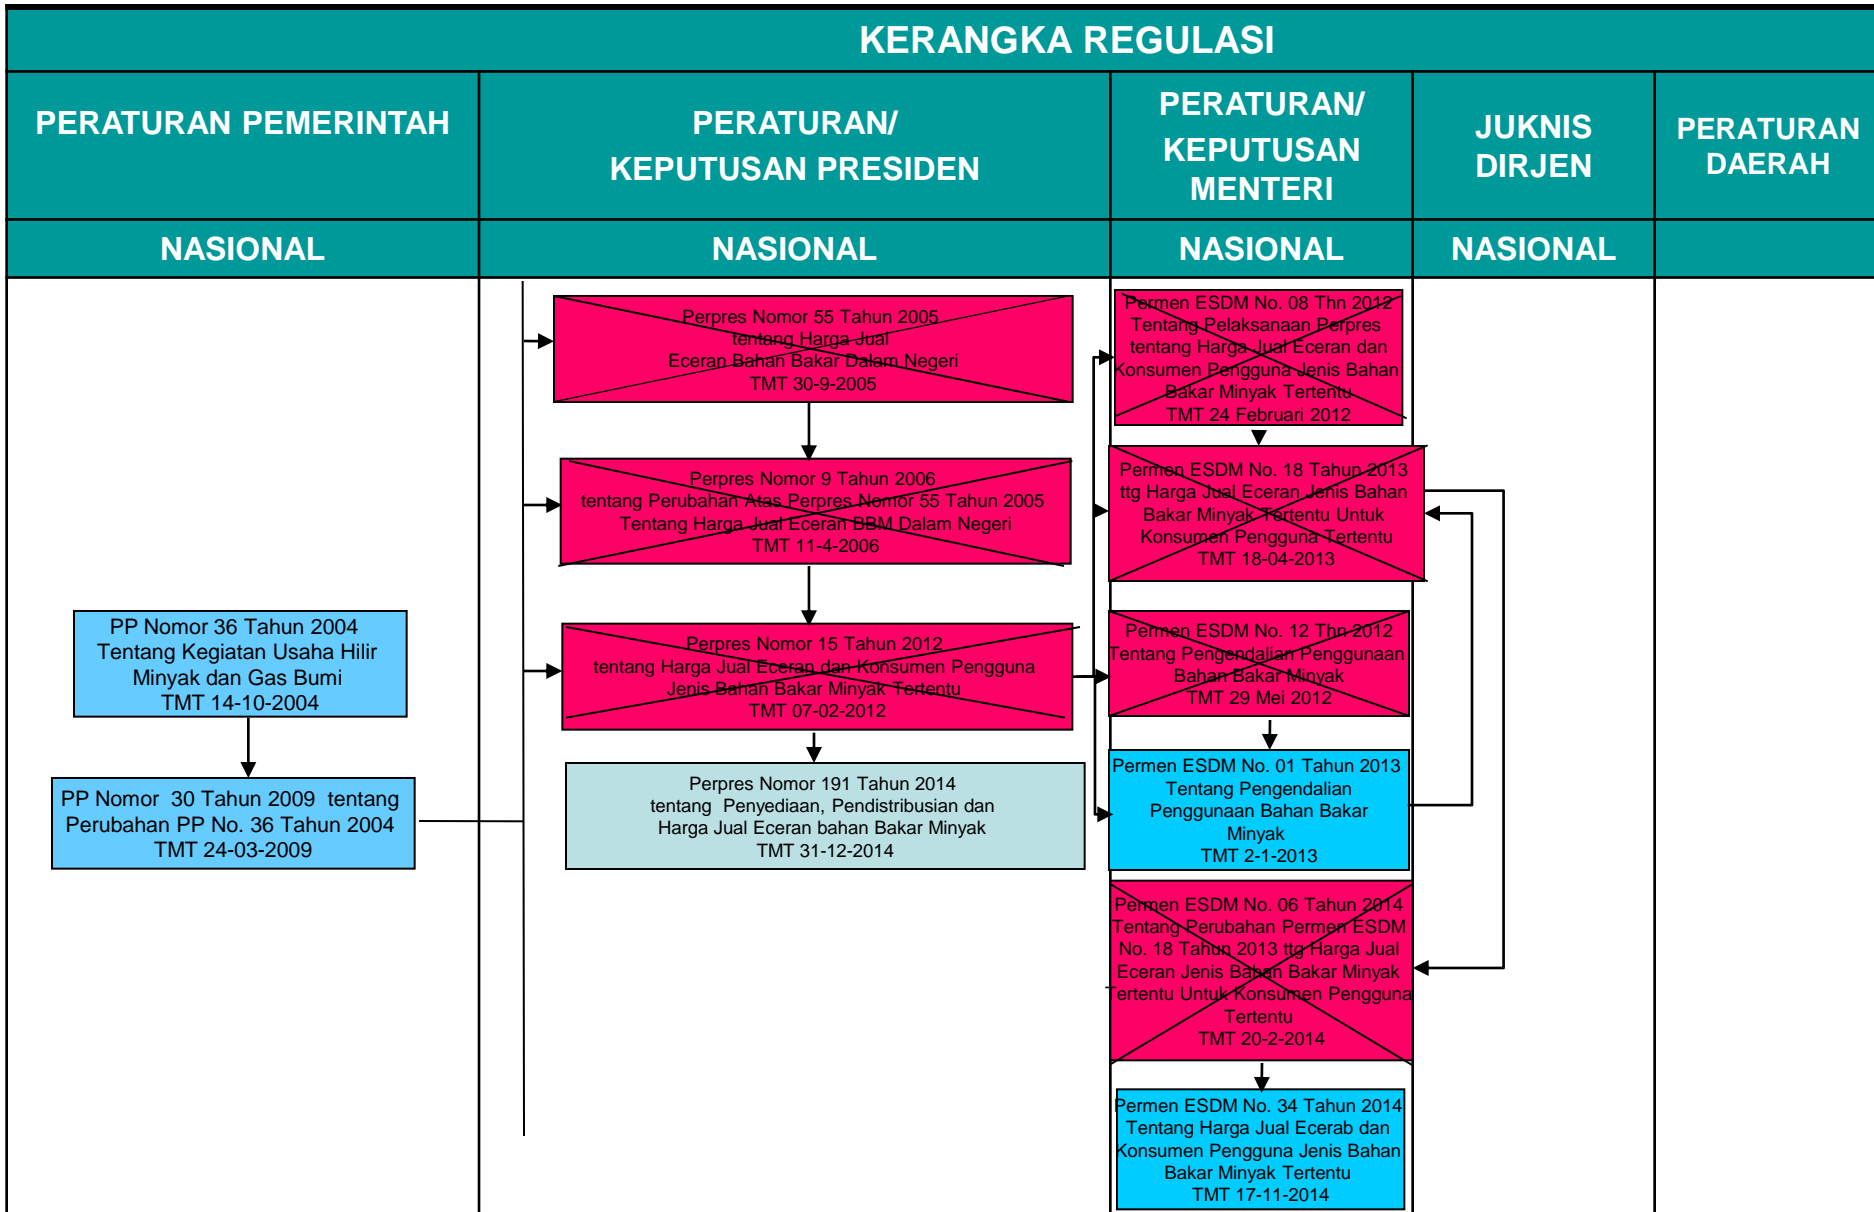 KERANGKA REGULASI
PERATURAN PEMERINTAH
PERATURAN/
KEPUTUSAN PRESIDEN
PERATURAN/
KEPUTUSAN
MENTERI
JUKNIS
DIRJEN
PERATURAN
DAERAH
NASIONAL
NASIONAL
NASIONAL
NASIONAL
PP Nomor 36 Tahun 2004
Tentang Kegiatan Usaha Hilir
Minyak dan Gas Bumi
TMT 14-10-2004
PP Nomor 30 Tahun 2009 tentang
Perubahan PP No. 36 Tahun 2004
TMT 24-03-2009
Perpres Nomor 55 Tahun 2005
tentang Harga Jual
Eceran Bahan Bakar Dalam Negeri
TMT 30-9-2005
Perpres Nomor 9 Tahun 2006
tentang Perubahan Atas Perpres Nomor 55 Tahun 2005
Tentang Harga Jual Eceran BBM Dalam Negeri
TMT 11-4-2006
Perpres Nomor 15 Tahun 2012
tentang Harga Jual Eceran dan Konsumen Pengguna
Jenis Bahan Bakar Minyak Tertentu
TMT 07-02-2012
Perpres Nomor 191 Tahun 2014
tentang Penyediaan, Pendistribusian dan
Harga Jual Eceran bahan Bakar Minyak
TMT 31-12-2014
Permen ESDM No. 08 Thn 2012
Tentang Pelaksanaan Perpres
tentang Harga Jual Eceran dan
Konsumen Pengguna Jenis Bahan
Bakar Minyak Tertentu
TMT 24 Februari 2012
Permen ESDM No. 18 Tahun 2013
ttg Harga Jual Eceran Jenis Bahan
Bakar Minyak Tertentu Untuk
Konsumen Pengguna Tertentu
TMT 18-04-2013
Permen ESDM No. 12 Thn 2012
Tentang Pengendalian Penggunaan
Bahan Bakar Minyak
TMT 29 Mei 2012
Permen ESDM No. 01 Tahun 2013
Tentang Pengendalian
Penggunaan Bahan Bakar
Minyak
TMT 2-1-2013
Permen ESDM No. 06 Tahun 2014
Tentang Perubahan Permen ESDM
No. 18 Tahun 2013 ttg Harga Jual
Eceran Jenis Bahan Bakar Minyak
Tertentu Untuk Konsumen Pengguna
Tertentu
TMT 20-2-2014
Permen ESDM No. 34 Tahun 2014
Tentang Harga Jual Ecerab dan
Konsumen Pengguna Jenis Bahan
Bakar Minyak Tertentu
TMT 17-11-2014